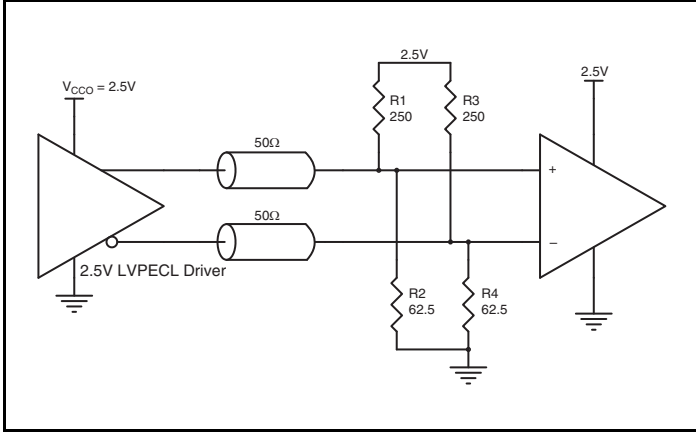 2.5V
V_CCO = 2.5V
2.5V
R1
250
R3
250
50Ω
+
50Ω
−
2.5V LVPECL Driver
R2
62.5
R4
62.5